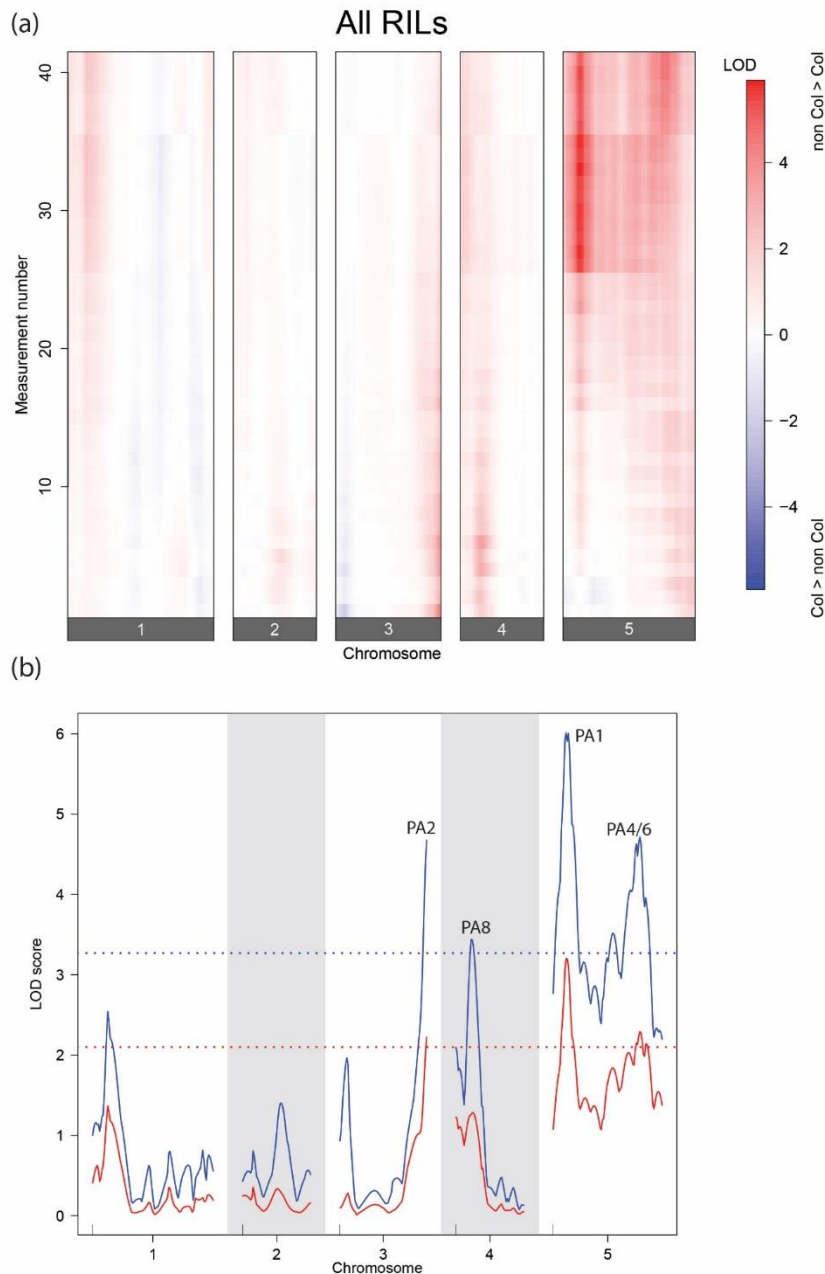 (a)
All RILs
LOD
non Col > Col
40
30
20
10
Measurement number
4
2
0
−2
−4
Col > non Col
1
2
3
4
5
Chromosome
(b)
6
5
4
3
2
1
0
LOD score
PA1
PA2
PA4/6
PA8
1
2
3
4
5
Chromosome